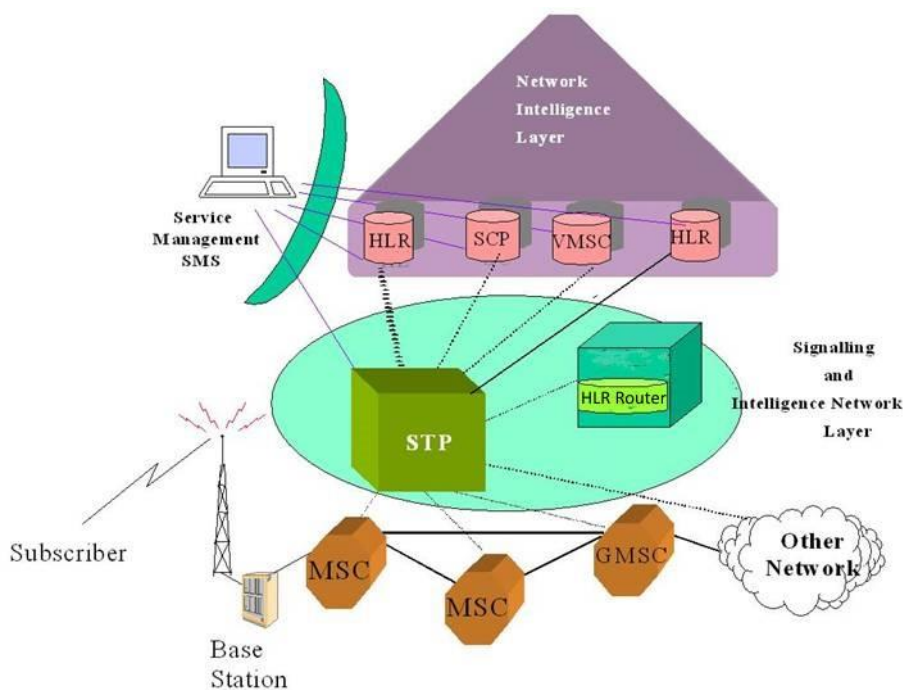 Network
Intelligence
Layer
Service
Management
SMS
HLR
SCP
VMSC
HLR
Signalling
and
Intelligence Network
Layer
HLR Router
STP
Subscriber
MSC
MSC
GMSC
Other
Network
Base
Station